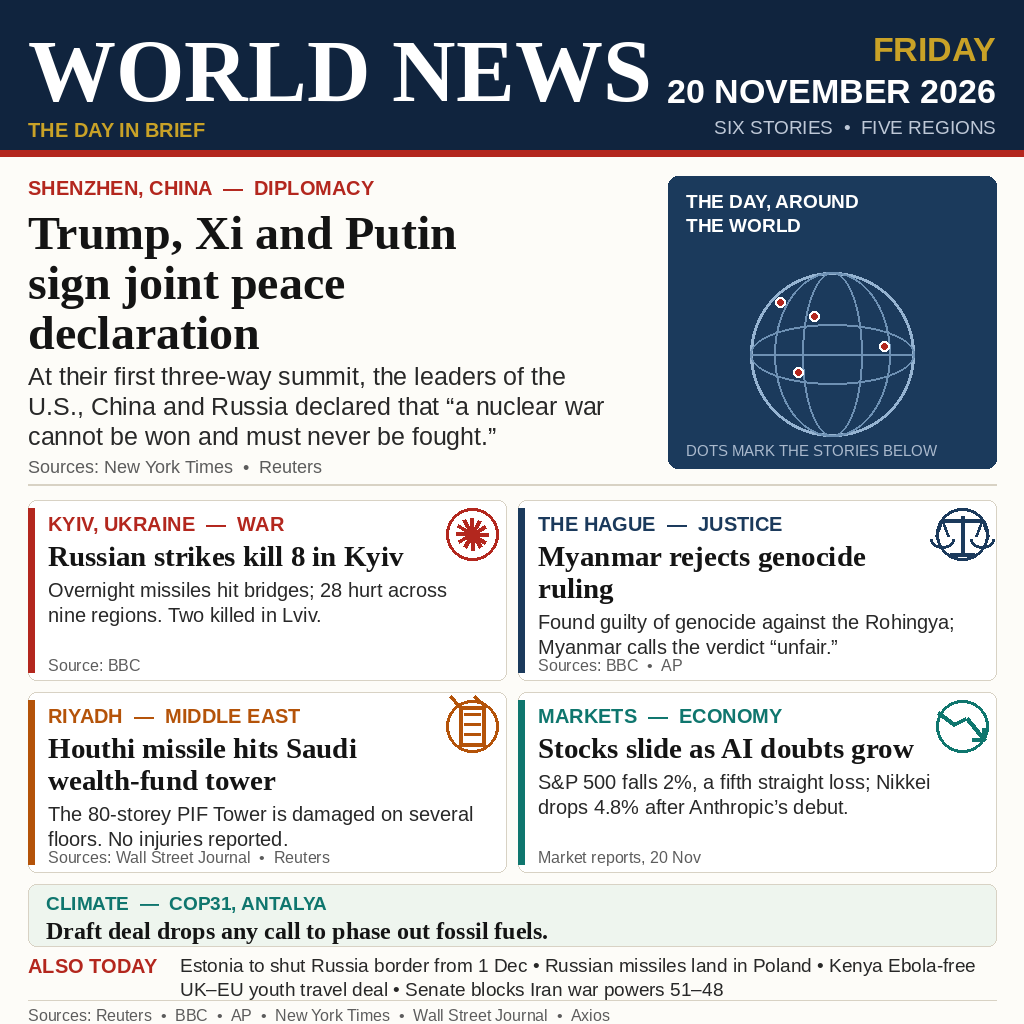 WORLD NEWS
THE DAY IN BRIEF
FRIDAY
20 NOVEMBER 2026
SIX STORIES • FIVE REGIONS
SHENZHEN, CHINA — DIPLOMACY
Trump, Xi and Putin
sign joint peace
declaration
At their first three-way summit, the leaders of the
U.S., China and Russia declared that “a nuclear war
cannot be won and must never be fought.”
Sources: New York Times • Reuters
THE DAY, AROUND
THE WORLD
DOTS MARK THE STORIES BELOW
KYIV, UKRAINE — WAR
Russian strikes kill 8 in Kyiv
Overnight missiles hit bridges; 28 hurt across
nine regions. Two killed in Lviv.
Source: BBC
THE HAGUE — JUSTICE
Myanmar rejects genocide
ruling
Found guilty of genocide against the Rohingya;
Myanmar calls the verdict “unfair.”
Sources: BBC • AP
RIYADH — MIDDLE EAST
Houthi missile hits Saudi
wealth-fund tower
The 80-storey PIF Tower is damaged on several
floors. No injuries reported.
Sources: Wall Street Journal • Reuters
MARKETS — ECONOMY
Stocks slide as AI doubts grow
S&P 500 falls 2%, a fifth straight loss; Nikkei
drops 4.8% after Anthropic’s debut.
Market reports, 20 Nov
CLIMATE — COP31, ANTALYA
Draft deal drops any call to phase out fossil fuels.
ALSO TODAY
Estonia to shut Russia border from 1 Dec • Russian missiles land in Poland • Kenya Ebola-free
UK–EU youth travel deal • Senate blocks Iran war powers 51–48
Sources: Reuters • BBC • AP • New York Times • Wall Street Journal • Axios